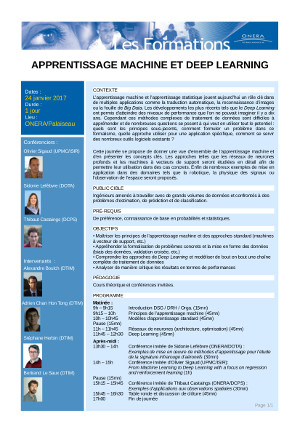 Les Formations
ONERA
APPRENTISSAGE MACHINE ET DEEP LEARNING
Dates :
24 janvier 2017
Durée :
1 jour
Lieu :
ONERA/Palaiseau
Conférenciers :
Olivier Sigaud (UPMC/ISIR)
Sidonie Lefebvre (DOTA)
Thibaud Castaings (DCPS)
Intervenants :
Alexandre Boulch (DTIM)
Adrien Chan Hon Tong (DTIM)
Stéphane Herbin (DTIM)
Bertrand Le Saux (DTIM)
CONTEXTE
L'apprentissage machine et l'apprentissage statistique jouent aujourd'hui un rôle clé dans
de multiples applications comme la traduction automatique, la reconnaissance d'images
ou la fouille de Big Data. Les développements les plus récents tels que le Deep Learning
ont permis d'atteindre des niveaux de performance que l'on ne pouvait imaginer il y a dix
ans. Cependant ces méthodes complexes de traitement de données sont difficiles à
appréhender et de nombreuses questions se posent à qui veut en utiliser tout le potentiel :
quels sont les principes sous-jacents, comment formuler un problème dans ce
formalisme, quelle approche utiliser pour une application spécifique, comment se servir
des nombreux outils logiciels existants ?
Cette journée se propose de donner une vue d'ensemble de l'apprentissage machine et
d'en présenter les concepts clés. Les approches telles que les réseaux de neurones
profonds et les machines à vecteurs de support seront étudiées en détail afin de
permettre leur utilisation dans des cas concrets. Enfin de nombreux exemples de mise en
application dans des domaines tels que la robotique, la physique des signaux ou
l'observation de l'espace seront proposés.
PUBLIC CIBLE
Ingénieurs amenés à travailler avec de grands volumes de données et confrontés à des
problèmes d'estimation, de prédiction et de classification.
PRE-REQUIS
De préférence, connaissance de base en probabilités et statistiques.
OBJECTIFS
• Maîtriser les principes de l'apprentissage machine et des approches standard (machines
à vecteur de support, etc.)
• Appréhender la formalisation de problèmes concrets et la mise en forme des données
(biais des données, validation croisée, etc.)
• Comprendre les approches de Deep Learning et modéliser de bout en bout une chaîne
complète de traitement de données
• Analyser de manière critique les résultats en termes de performances
PÉDAGOGIE
Cours théorique et conférences invitées.
PROGRAMME
Matinée :
9h – 9h15 Introduction DSG / DRH / Orga. (15mn)
9h15 – 10h Principes de l'apprentissage machine (45mn)
10h – 10h45 Modèles d'apprentissage standard (45mn)
Pause (15mn)
11h – 11h45 Réseaux de neurones (architecture, optimisation) (45mn)
11h45 – 12h30 Deep Learning (45mn)
Après-midi :
13h30 – 14h Conférence invitée de Sidonie Lefebvre (ONERA/DOTA) :
Exemples de mise en œuvre de méthodes d'apprentissage pour l'étude
de la signature infrarouge d'aéronefs (30mn)
14h – 15h Conférence invitée d'Olivier Sigaud (UPMC/ISIR) :
From Machine Learning to Deep Learning with a focus on regression
and reinforcement learning (1h)
Pause (15mn)
15h15 – 15h45 Conférence invitée de Thibaud Castaings (ONERA/DCPS) :
Exemples d'applications aux observations spatiales (30mn)
15h45 – 16h30 Table ronde et discussion de clôture (45mn)
17h00 Fin de journée
Page 1/1